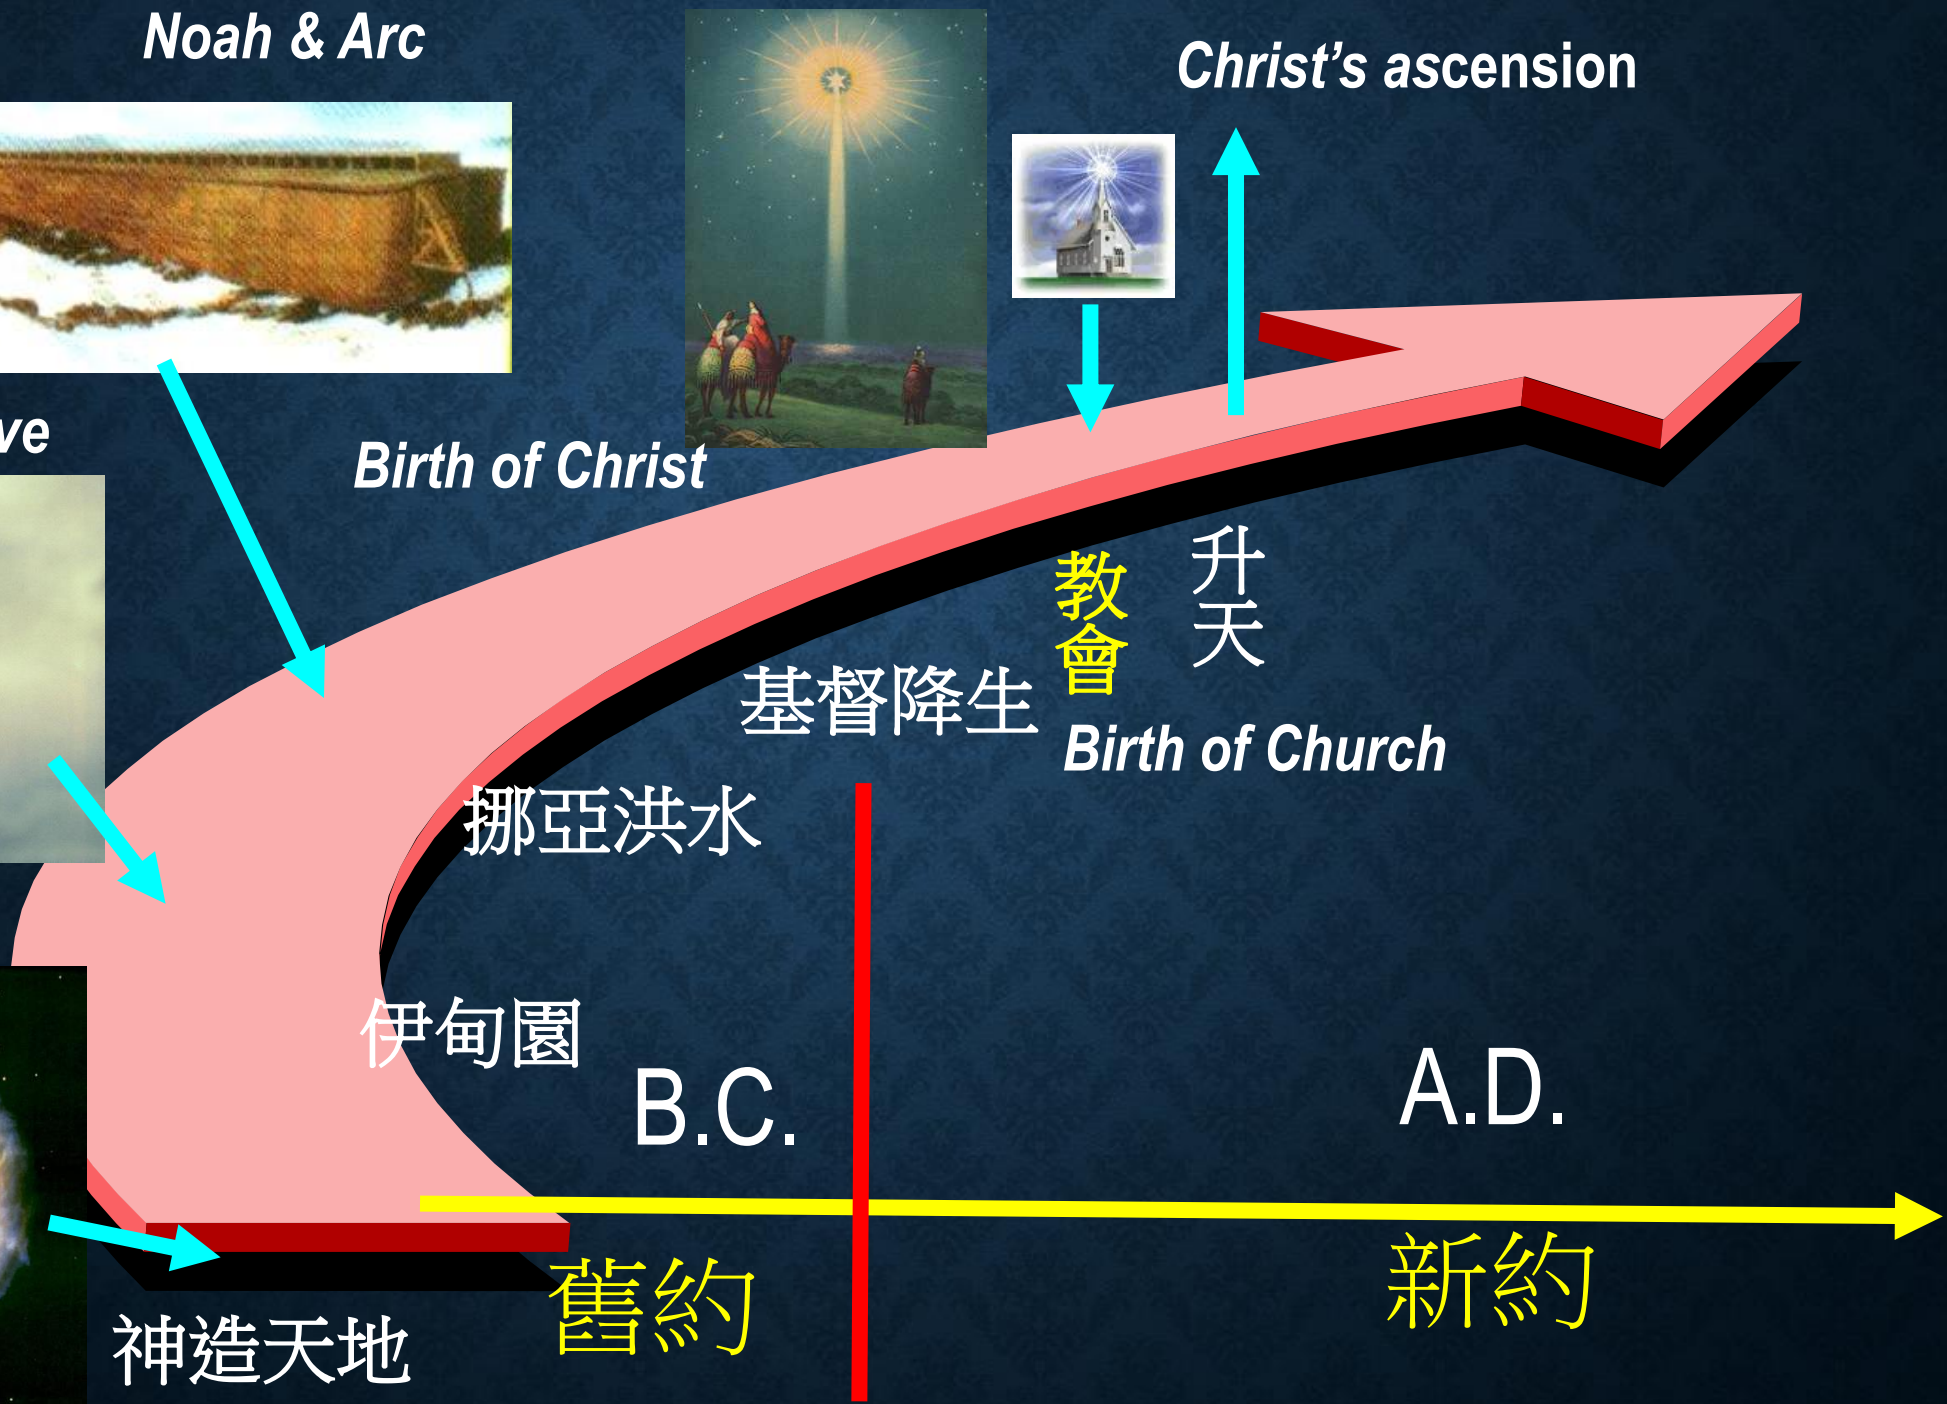 Noah & Arc
Christ's ascension
ve
Birth of Christ
教會
升天
基督降生
Birth of Church
挪亞洪水
伊甸園
B.C.
A.D.
舊約
新約
神造天地